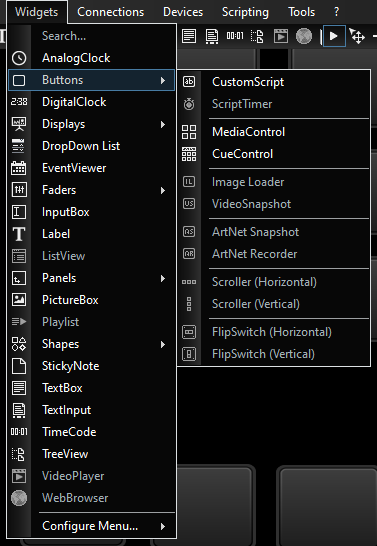 Widgets Connections Devices Scripting Tools ?
Search...
AnalogClock
Buttons
DigitalClock
Displays
DropDown List
EventViewer
Faders
InputBox
Label
ListView
Panels
PictureBox
Playlist
Shapes
StickyNote
TextBox
TextInput
TimeCode
TreeView
VideoPlayer
WebBrowser
Configure Menu...
CustomScript
ScriptTimer
MediaControl
CueControl
Image Loader
VideoSnapshot
ArtNet Snapshot
ArtNet Recorder
Scroller (Horizontal)
Scroller (Vertical)
FlipSwitch (Horizontal)
FlipSwitch (Vertical)